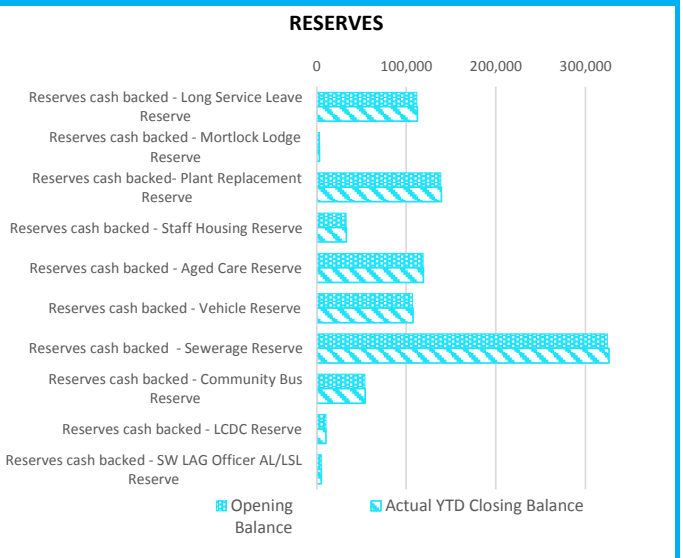 RESERVES
0 100,000 200,000 300,000
Reserves cash backed - Long Service Leave
Reserve
Reserves cash backed - Mortlock Lodge
Reserve
Reserves cash backed- Plant Replacement
Reserve
Reserves cash backed - Staff Housing Reserve
Reserves cash backed - Aged Care Reserve
Reserves cash backed - Vehicle Reserve
Reserves cash backed  - Sewerage Reserve
Reserves cash backed - Community Bus
Reserve
Reserves cash backed - LCDC Reserve
Reserves cash backed - SW LAG Officer AL/LSL
Reserve
Opening
Balance
Actual YTD Closing Balance